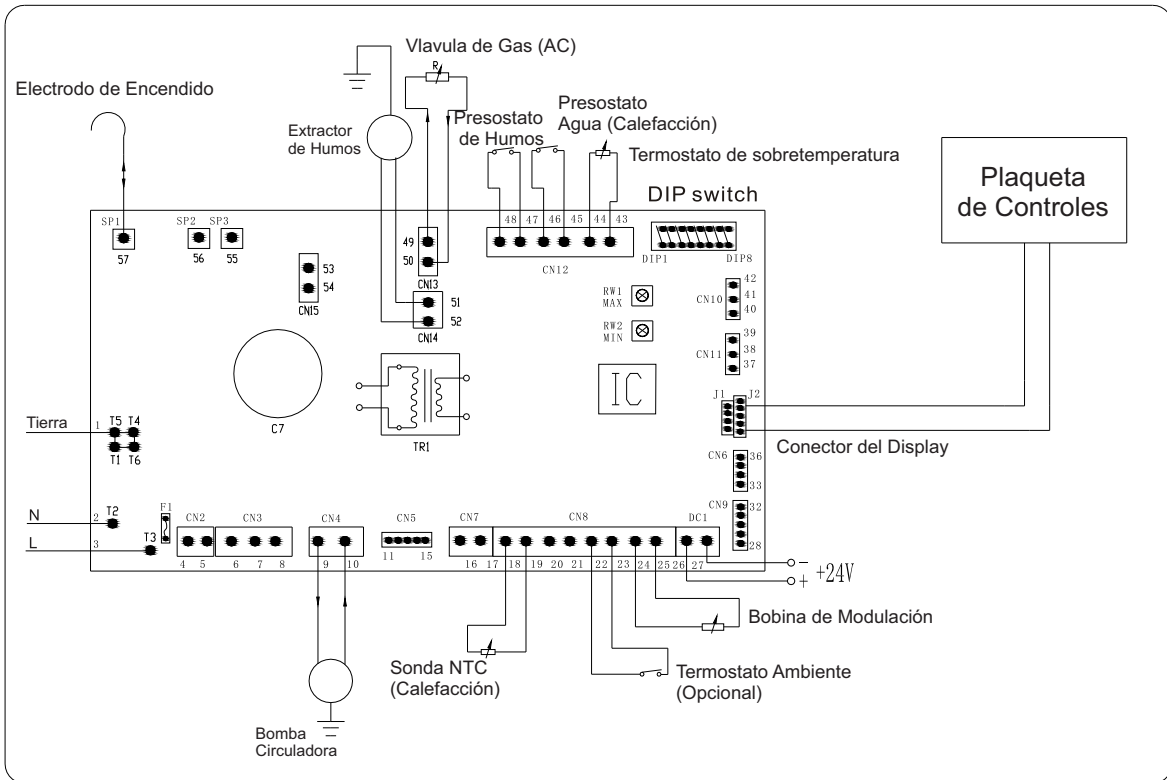 Vlavula de Gas (AC)
R
Electrodo de Encendido
Extractor
de Humos
Presostato
de Humos
Presostato
Agua (Calefacción)
Termostato de sobretemperatura
DIP switch
Plaqueta
de Controles
SP1
57
SP2
56
SP3
55
53
54
CN15
49
50
CN13
51
52
CN14
48 47 46 45 44 43
CN12
DIP1
DIP8
RW1
MAX
RW2
MIN
42
CN10 41
40
39
CN11 38
37
IC
J1 J2
Conector del Display
C7
TR1
CN6 36
33
CN9 32
28
Tierra 1
T5 T4
T1 T6
N 2 T2
L 3 T3
F1
CN2
4 5
CN3
6 7 8
CN4
9 10
CN5
11 15
CN7
16 17
CN8
18 19 20 21 22 23 24 25
DC1
26 27
-
+
+24V
Bobina de Modulación
Sonda NTC
(Calefacción)
Termostato Ambiente
(Opcional)
Bomba
Circuladora